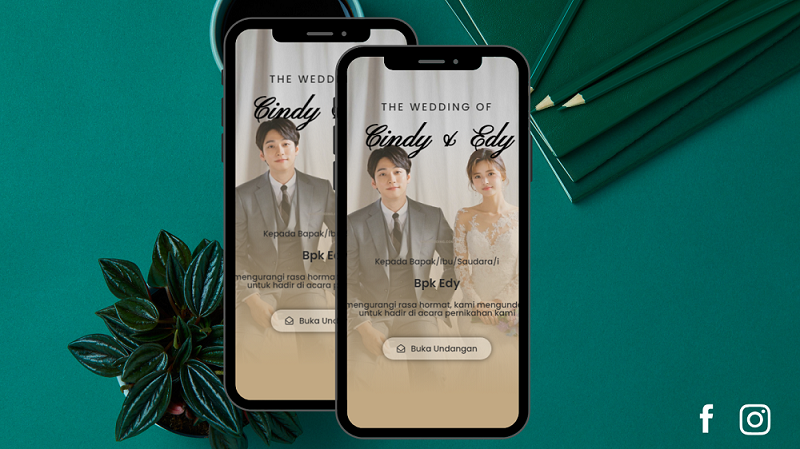 THE WEDD
Cindy
Kepada Bapak/Ib
Bpk E
mengurangi rasa hormat, k
untuk hadir di acara p
Buka Und
THE WEDDING OF
Cindy & Edy
Kepada Bapak/Ibu/Saudara/i
Bpk Edy
mengurangi rasa hormat, kami mengund
untuk hadir di acara pernikahan kami
Buka Undangan